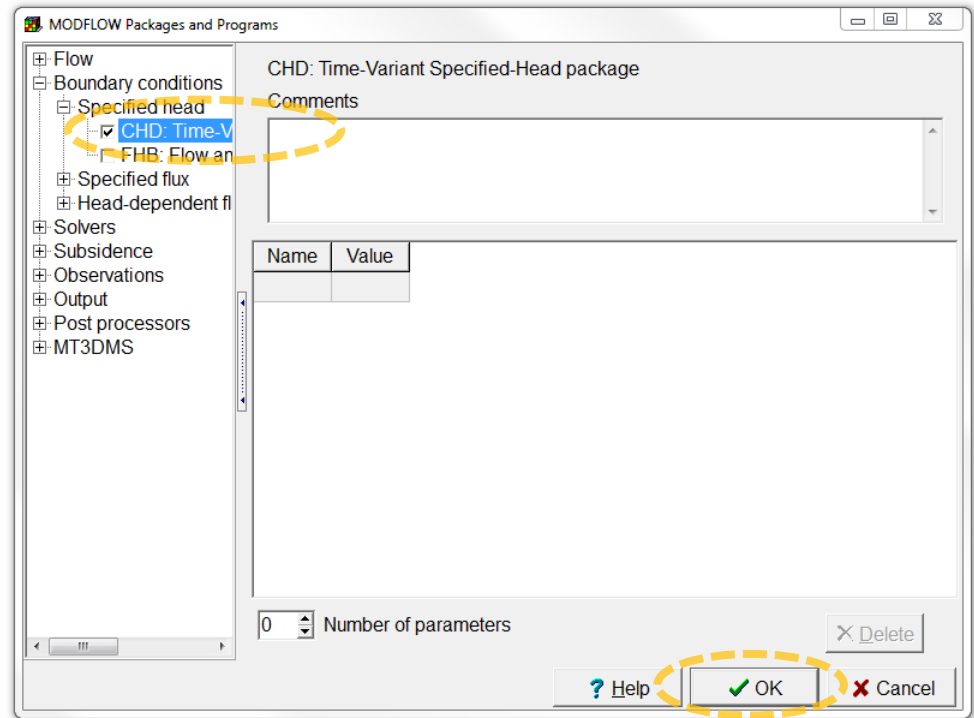 MODFLOW Packages and Programs
Flow
Boundary conditions
Specified head
CHD: Time-V
FHB: Flow an
Specified flux
Head-dependent fl
Solvers
Subsidence
Observations
Output
Post processors
MT3DMS
CHD: Time-Variant Specified-Head package
Comments
Name Value
0 Number of parameters
Delete
? Help
OK
Cancel